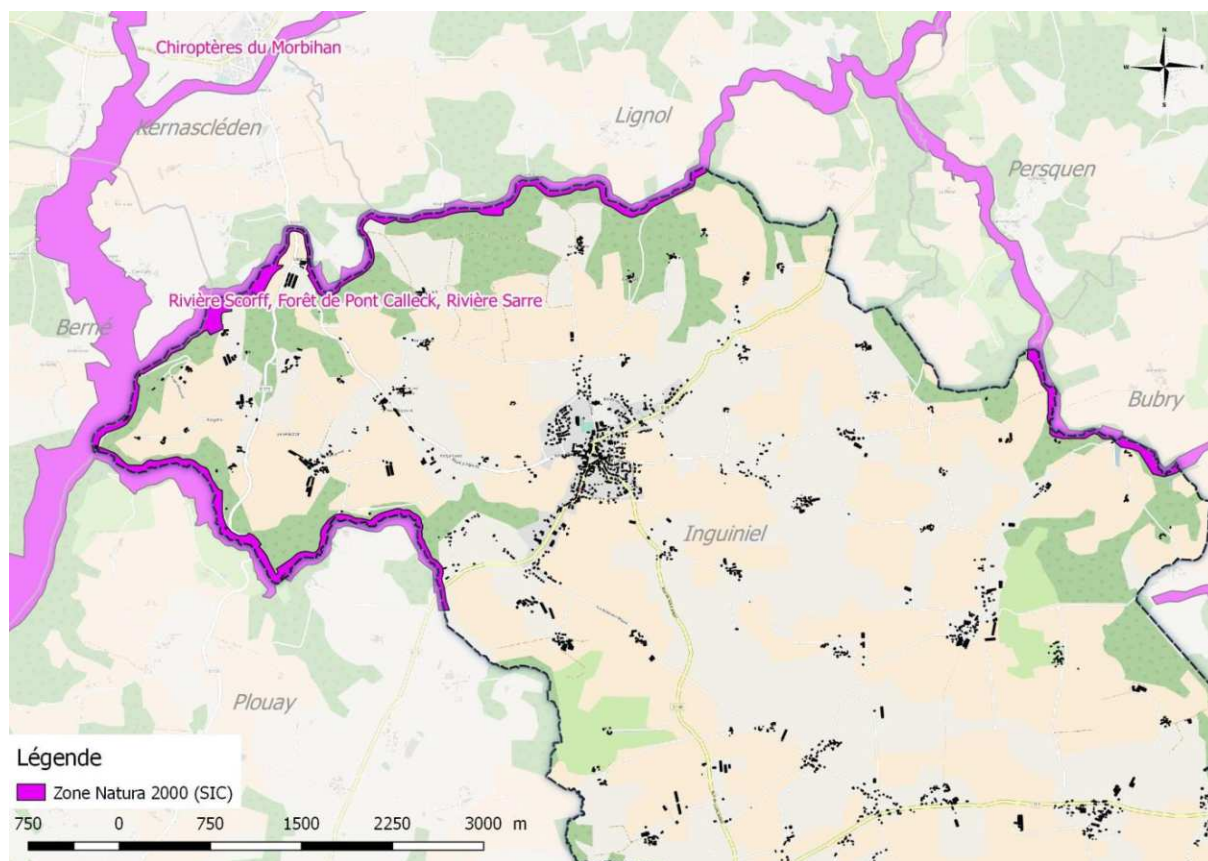 Chiroptères du Morbihan
N
W
E
S
Kernascléden
Lignol
Persquen
Rivière Scorff, Forêt de Pont Calleck, Rivière Sarre
Berné
Bubry
Inguiniel
Plouay
Légende
Zone Natura 2000 (SIC)
750 0 750 1500 2250 3000 m